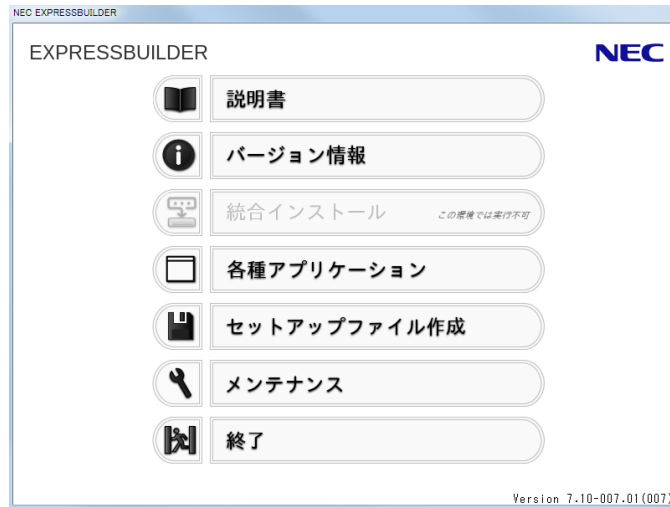 NEC EXPRESSBUILDER
EXPRESSBUILDER
NEC
説明書
バージョン情報
統合インストール この環境では実行不可
各種アプリケーション
セットアップファイル作成
メンテナンス
終了
Version 7.10-007.01(007)